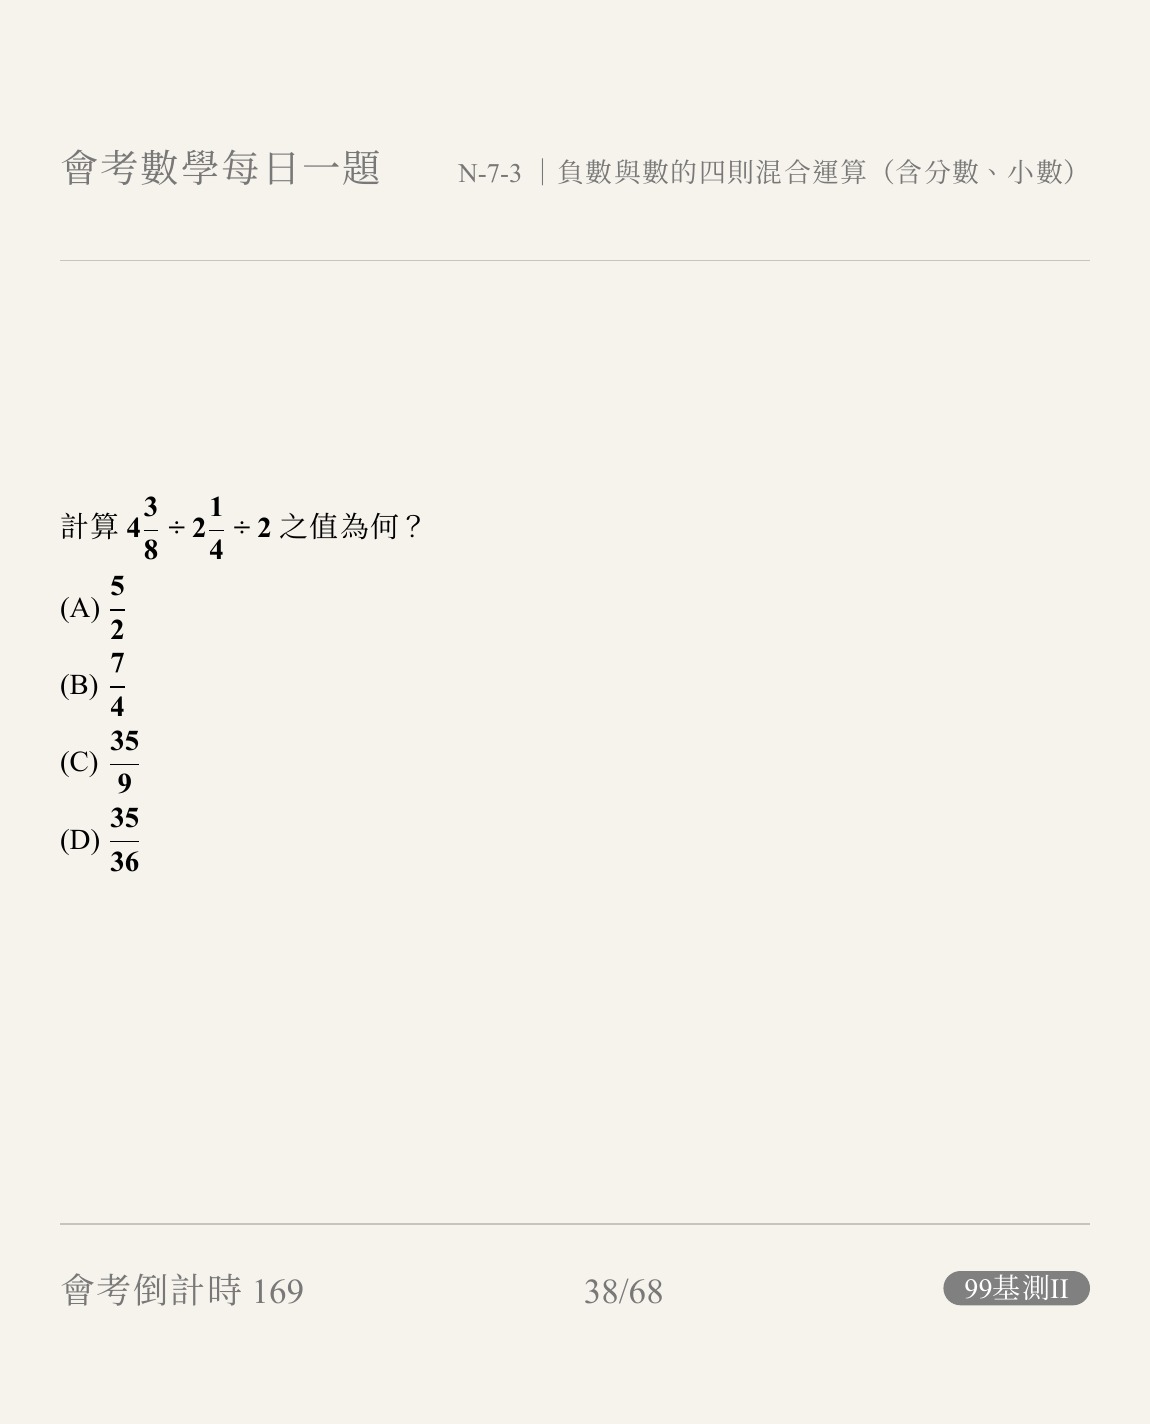 會考數學每日一題
N-7-3｜負數與數的四則混合運算（含分數、小數）
計算 4 3/8 ÷ 2 1/4 ÷ 2 之值為何？
(A) 5/2
(B) 7/4
(C) 35/9
(D) 35/36
會考倒計時 169
38/68
99基測II